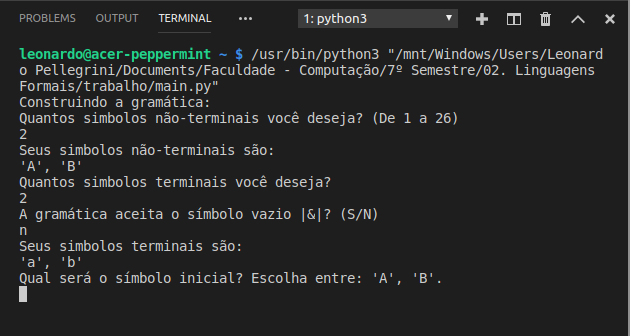 PROBLEMS OUTPUT TERMINAL ••• 1: python3
leonardo@acer-peppermint ~ $ /usr/bin/python3 "/mnt/Windows/Users/Leonard
o Pellegrini/Documents/Faculdade - Computação/7º Semestre/02. Linguagens
Formais/trabalho/main.py"
Construindo a gramática:
Quantos simbolos não-terminais você deseja? (De 1 a 26)
2
Seus simbolos não-terminais são:
'A', 'B'
Quantos simbolos terminais você deseja?
2
A gramática aceita o símbolo vazio |&|? (S/N)
n
Seus simbolos terminais são:
'a', 'b'
Qual será o símbolo inicial? Escolha entre: 'A', 'B'.